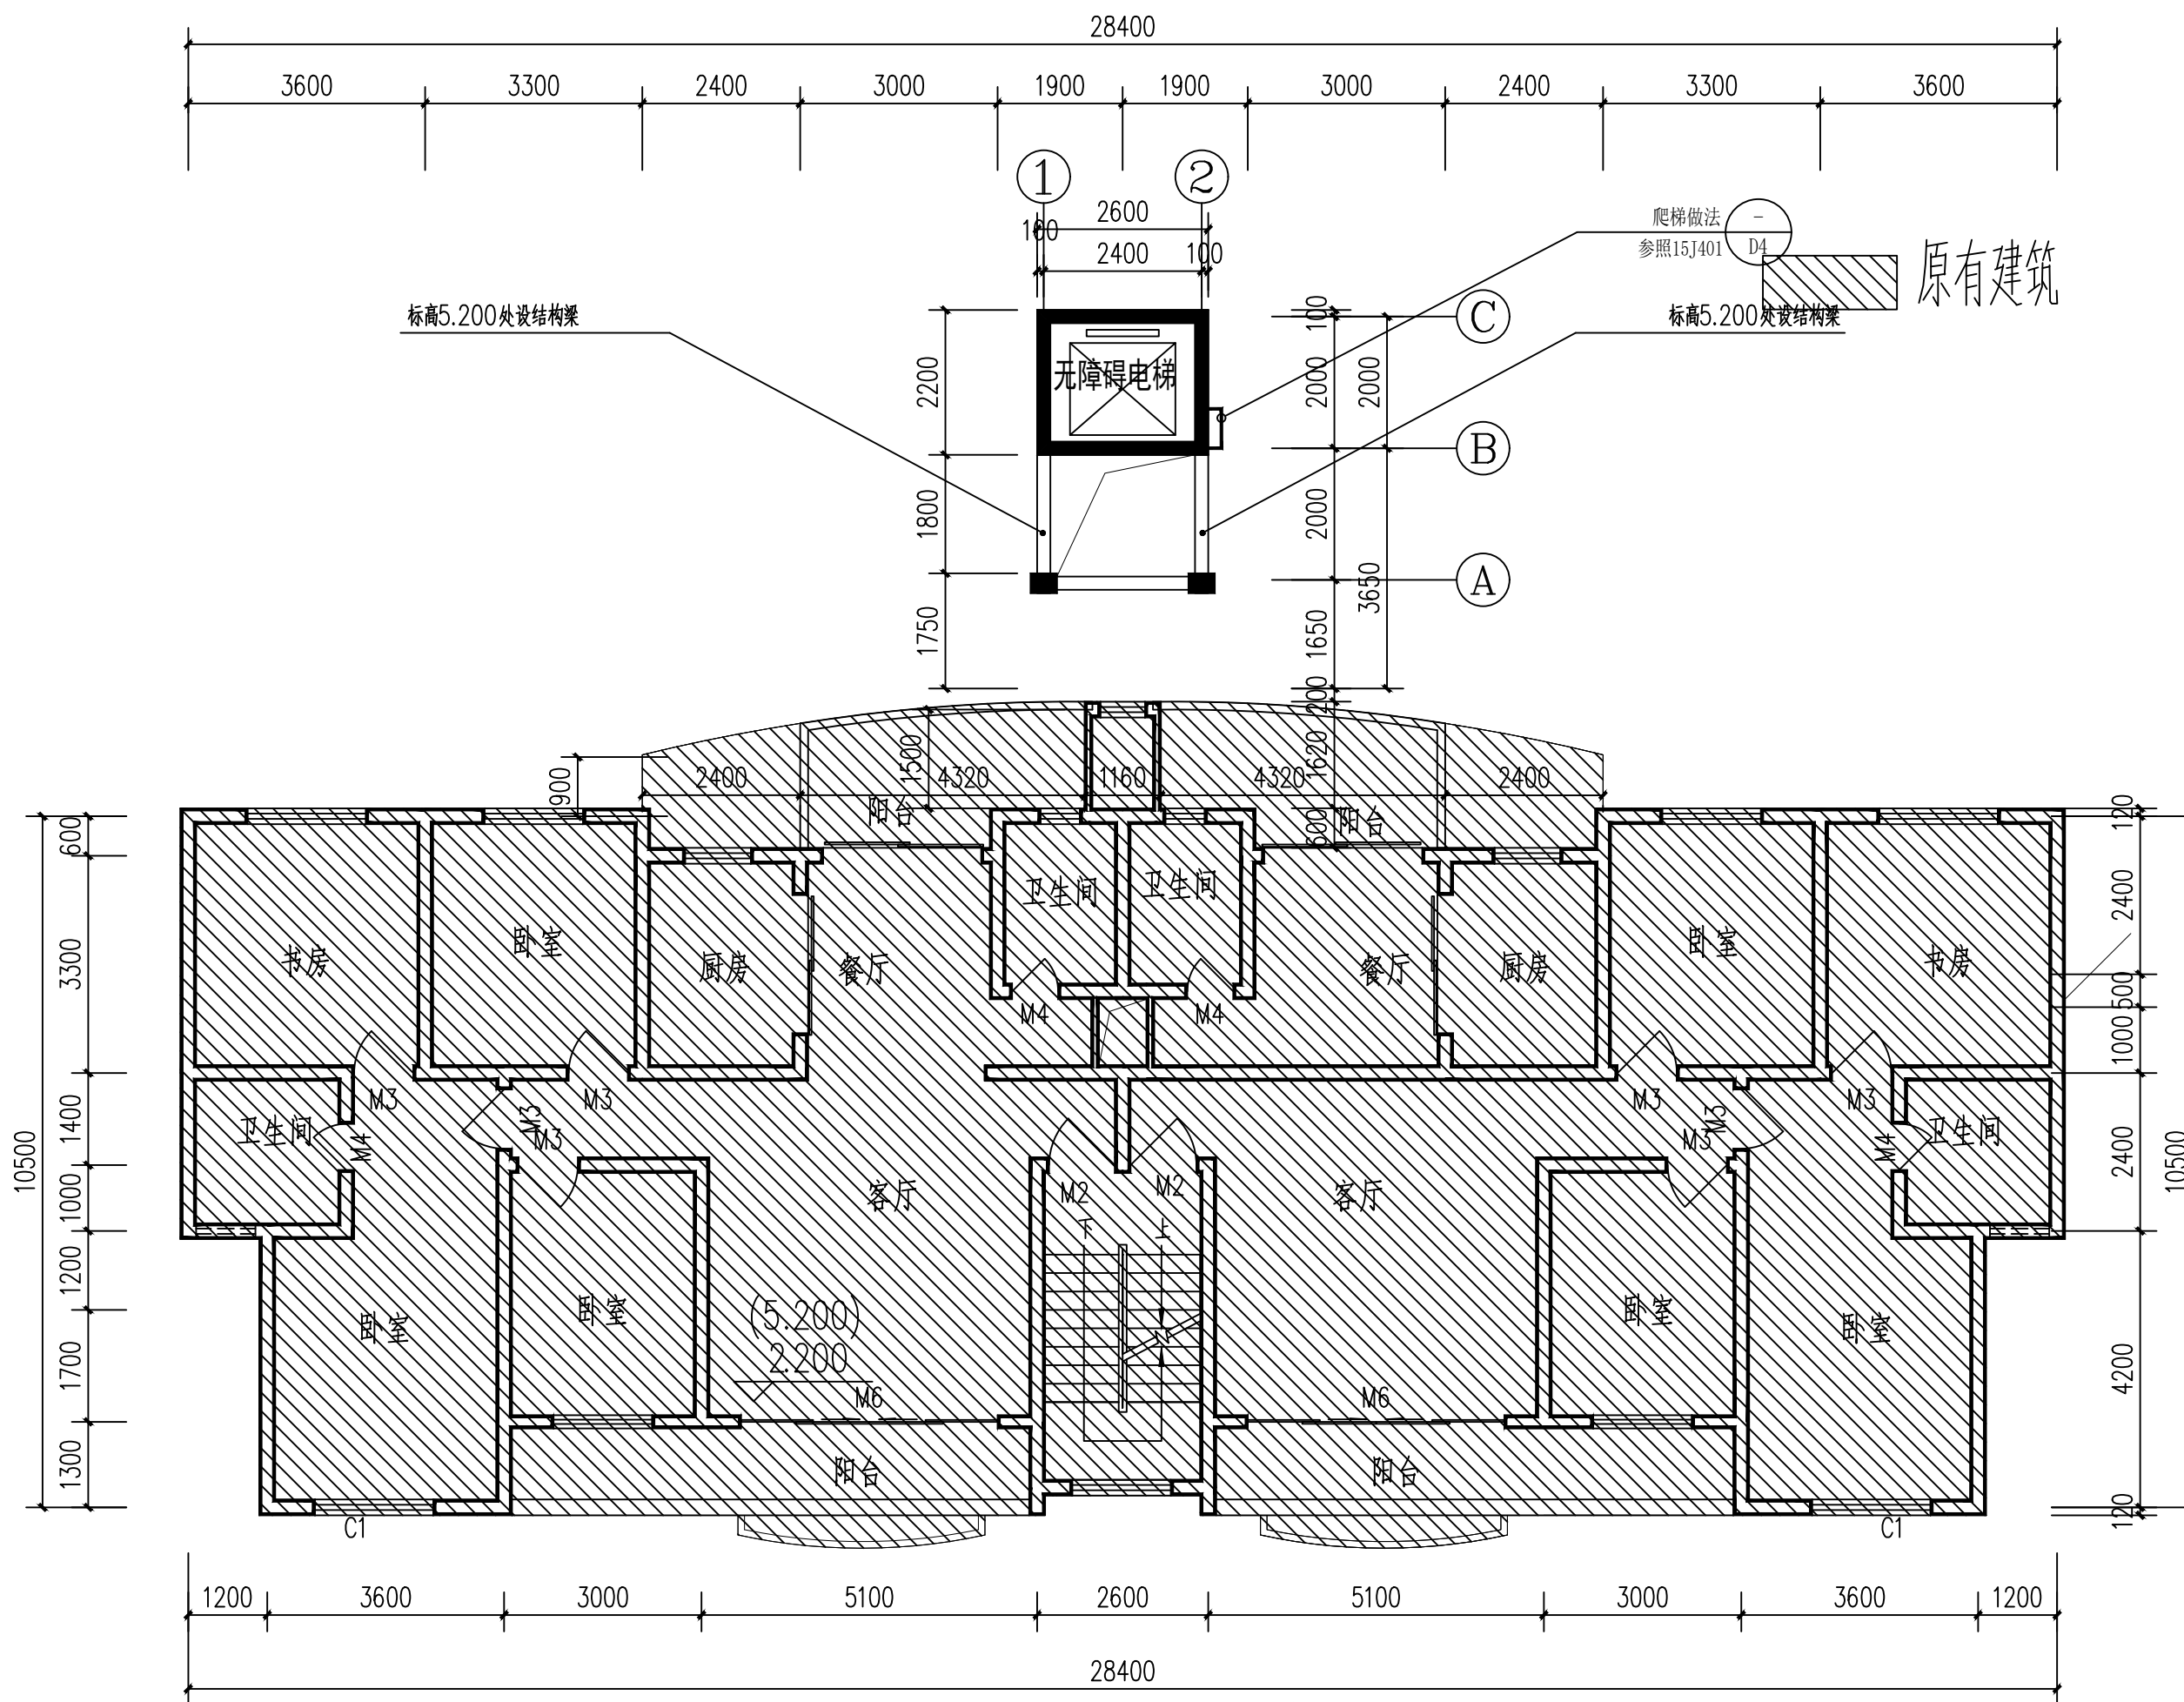 28400
3600 3300 2400 3000 1900 1900 3000 2400 3300 3600
1 2
2600
100
2400 100
爬梯做法 -
参照15J401 D4
原有建筑
标高5.200处设结构梁
标高5.200处设结构梁
C
B
A
无障碍电梯
2200
1800
1750
100
2000
2000
1650
200
1620
600
2000
3650
900
1500
2400 4320 1160 4320 2400
阳台 阳台
卫生间 卫生间
书房 卧室 厨房 餐厅 餐厅 厨房 卧室 书房
M4 M4
M3 M3 M3 M3
M3 M3
M3 M3
卫生间 M4 M4 卫生间
客厅 客厅
M2 M2
下 上
卧室 卧室 卧室 卧室
(5.200)
2.200
M6 M6
阳台 阳台
C1 C1
600
3300
1400
1000
1200
1700
1300
10500
120
2400
500
1000
2400
4200
120
10500
1200 3600 3000 5100 2600 5100 3000 3600 1200
28400